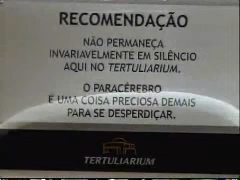 RECOMENDAÇÃO
NÃO PERMANEÇA
INVARIAVELMENTE EM SILÊNCIO
AQUI NO TERTULIARIUM.
O PARACÉREBRO
É UMA COISA PRECIOSA DEMAIS
PARA SE DESPERDIÇAR.
TERTULIARIUM